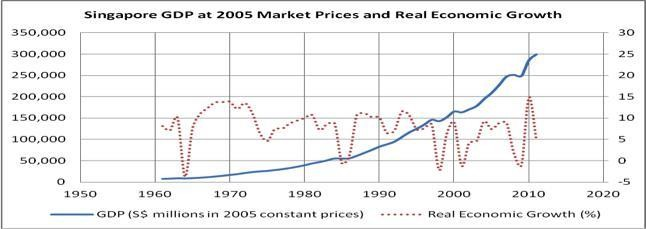 Singapore GDP at 2005 Market Prices and Real Economic Growth
350,000 30
300,000 25
250,000 20
200,000 15
150,000 10
100,000 5
50,000 0
0 -5
1950 1960 1970 1980 1990 2000 2010 2020
GDP (S$ millions in 2005 constant prices) Real Economic Growth (%)